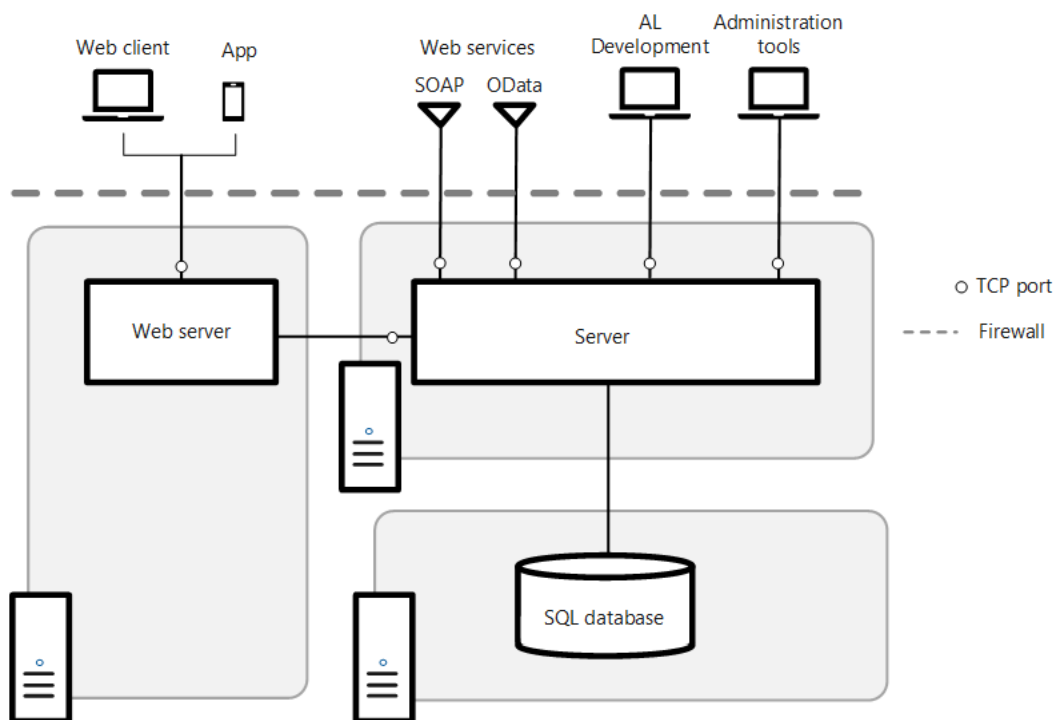 Web client
App
Web services
SOAP
OData
AL
Development
Administration
tools
Web server
Server
TCP port
Firewall
SQL database